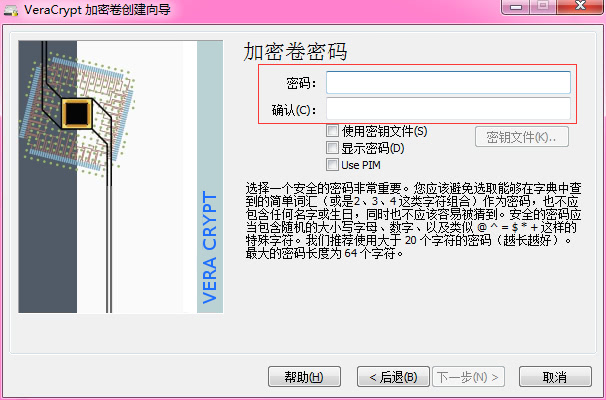 VeraCrypt 加密卷创建向导
加密卷密码
密码：
确认(C)：
使用密钥文件(S)
密钥文件(K)..
显示密码(D)
Use PIM
选择一个安全的密码非常重要。您应该避免选取能够在字典中查
到的简单词汇（或是2、3、4 这类字符组合）作为密码，也不应
包含任何名字或生日，同时也不应该容易被猜到。安全的密码应
当包含随机的大小写字母、数字、以及类似 @ ^ = $ * + 这样的
特殊字符。我们推荐使用大于 20 个字符的密码（越长越好）。
最大的密码长度为 64 个字符。
VERA CRYPT
帮助(H)
< 后退(B)
下一步(N) >
取消